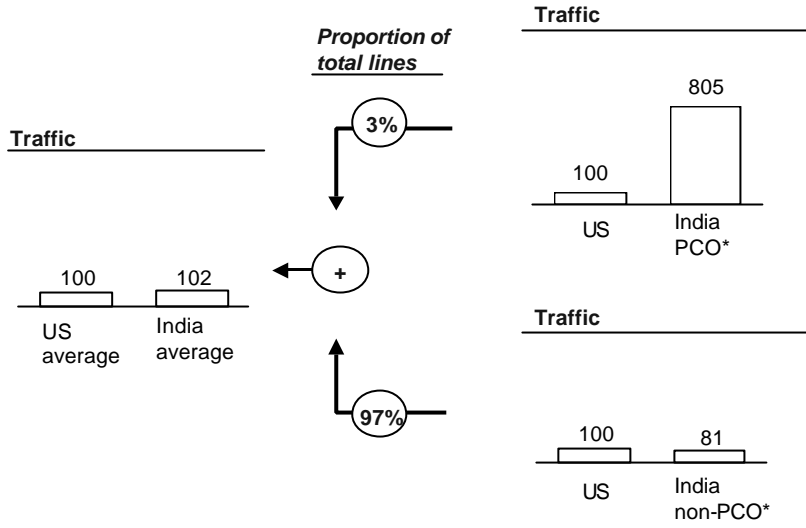 Proportion of
total lines
3%
97%
+
Traffic
100
102
US
average
India
average
Traffic
805
100
US
India
PCO*
Traffic
100
81
US
India
non-PCO*